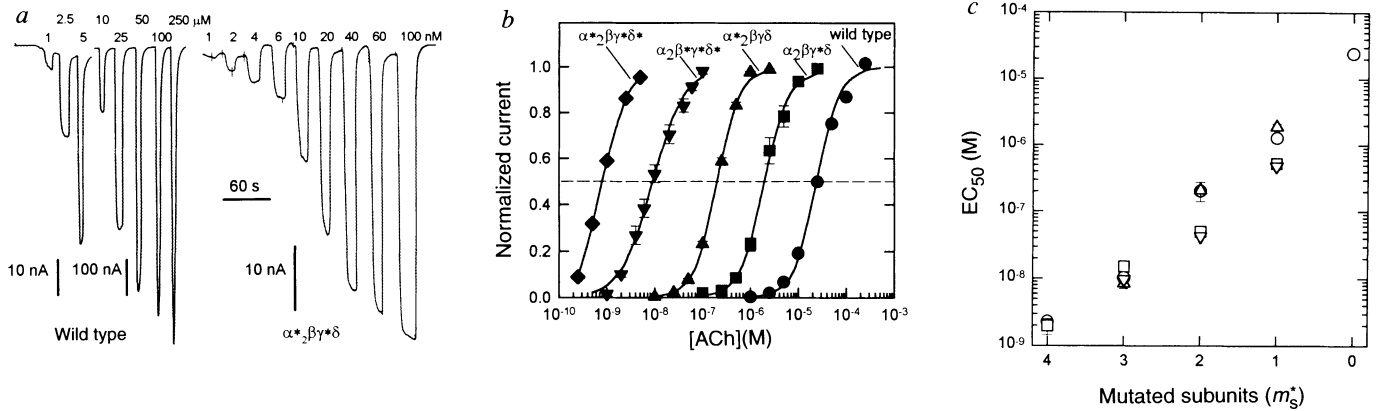 a
2.5 50 250 μM
1 5 10 25 100
1 2 4 6 10 20 40 60 100 nM
60 s
10 nA
100 nA
10 nA
Wild type
α*₂βγ*δ
b
α*₂βγ*δ*
α₂β*γ*δ*
α*₂βγδ
α₂βγ*δ
wild type
Normalized current
1.0
0.8
0.6
0.4
0.2
0.0
10⁻¹⁰ 10⁻⁹ 10⁻⁸ 10⁻⁷ 10⁻⁶ 10⁻⁵ 10⁻⁴ 10⁻³
[ACh](M)
c
EC₅₀ (M)
10⁻⁴
10⁻⁵
10⁻⁶
10⁻⁷
10⁻⁸
10⁻⁹
4 3 2 1 0
Mutated subunits (m*ₛ)